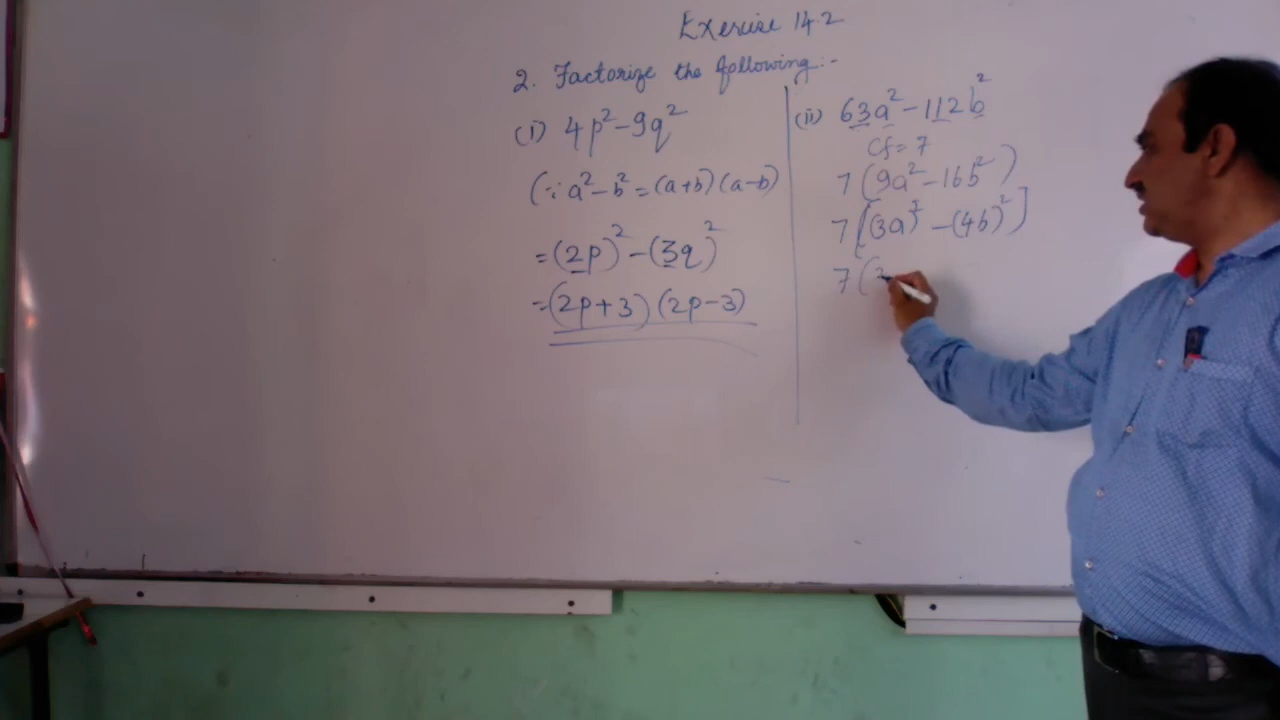 Exercise 14.2
2. Factorize the following:-
(i) 4p²-9q²
(∵ a²-b² = (a+b) (a-b)
= (2p)² - (3q)²
= (2p+3) (2p-3)
(ii) 63a² - 112b²
Cf = 7
7 (9a² - 16b²)
7 [(3a)² - (4b)²]
7 (3